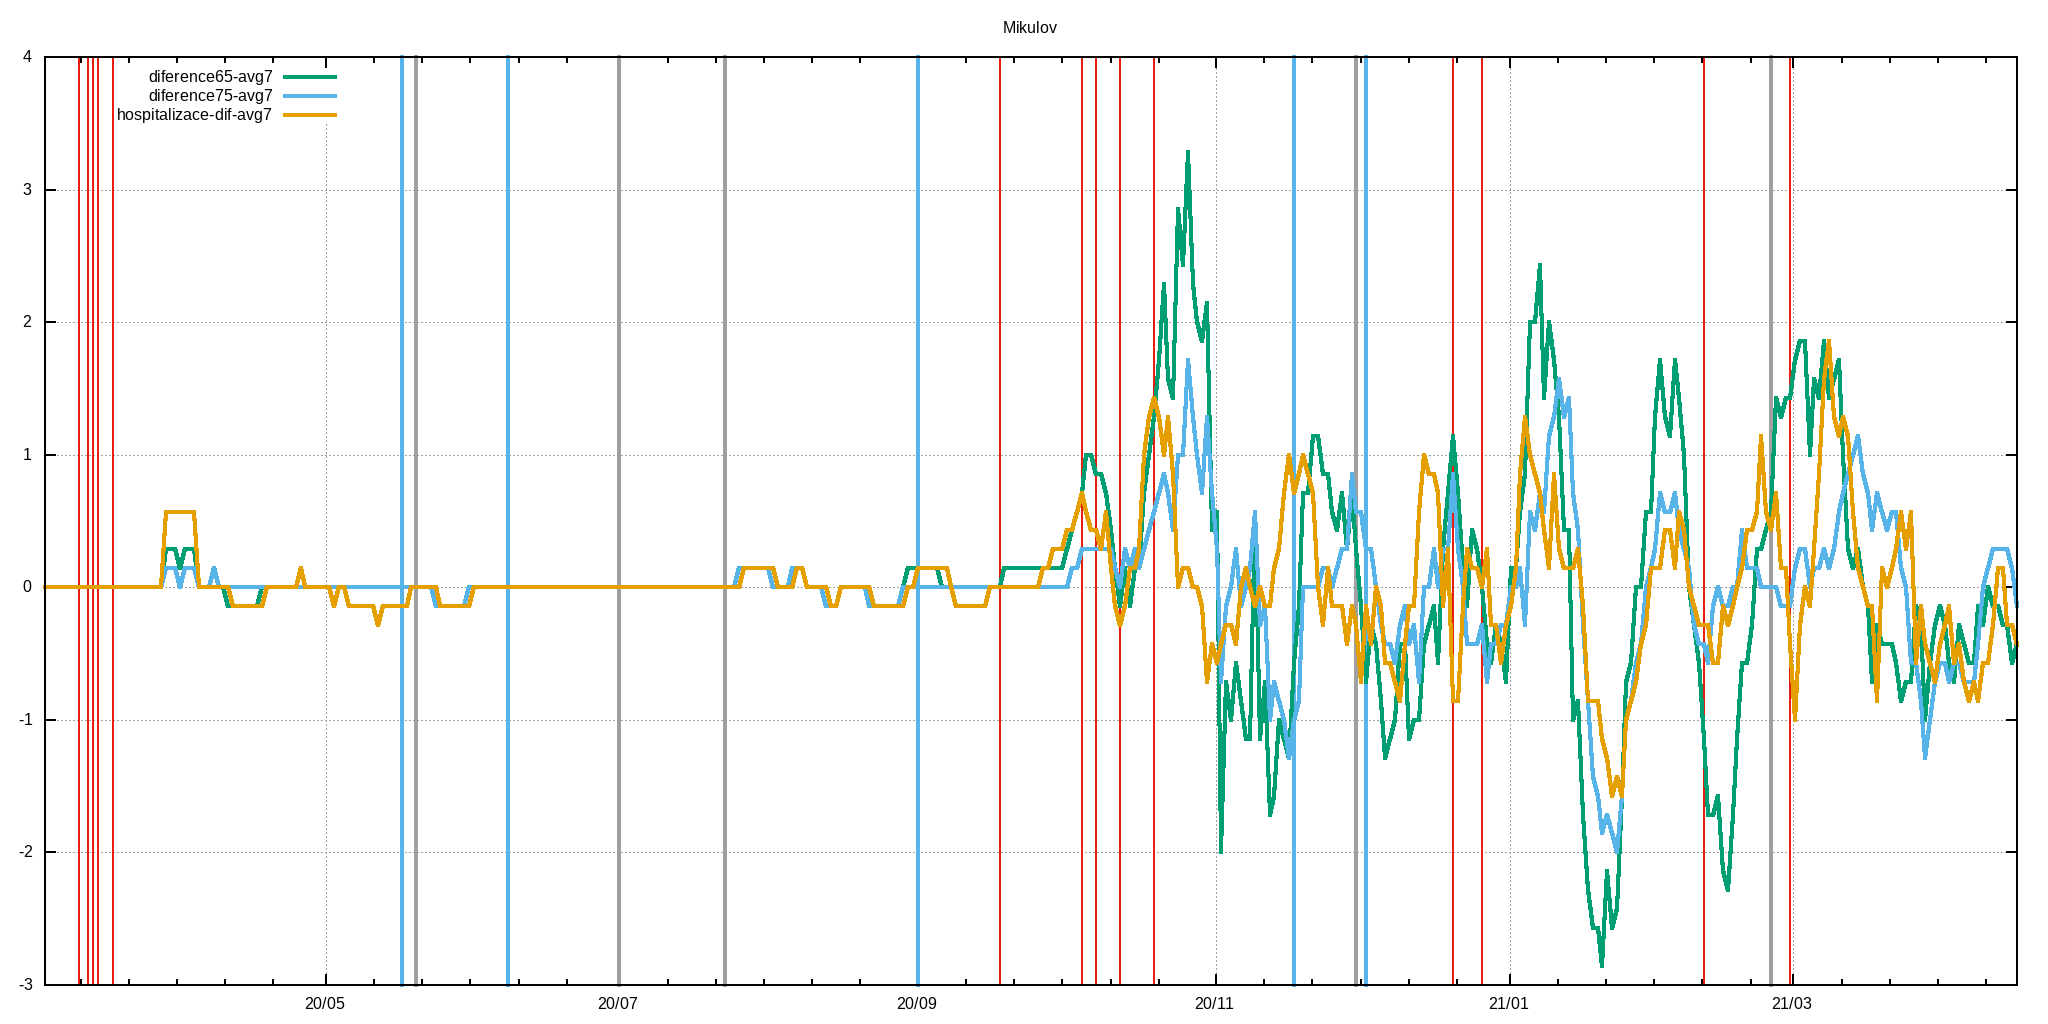 Mikulov
diference65-avg7
diference75-avg7
hospitalizace-dif-avg7
4
3
2
1
0
-1
-2
-3
20/05 20/07 20/09 20/11 21/01 21/03